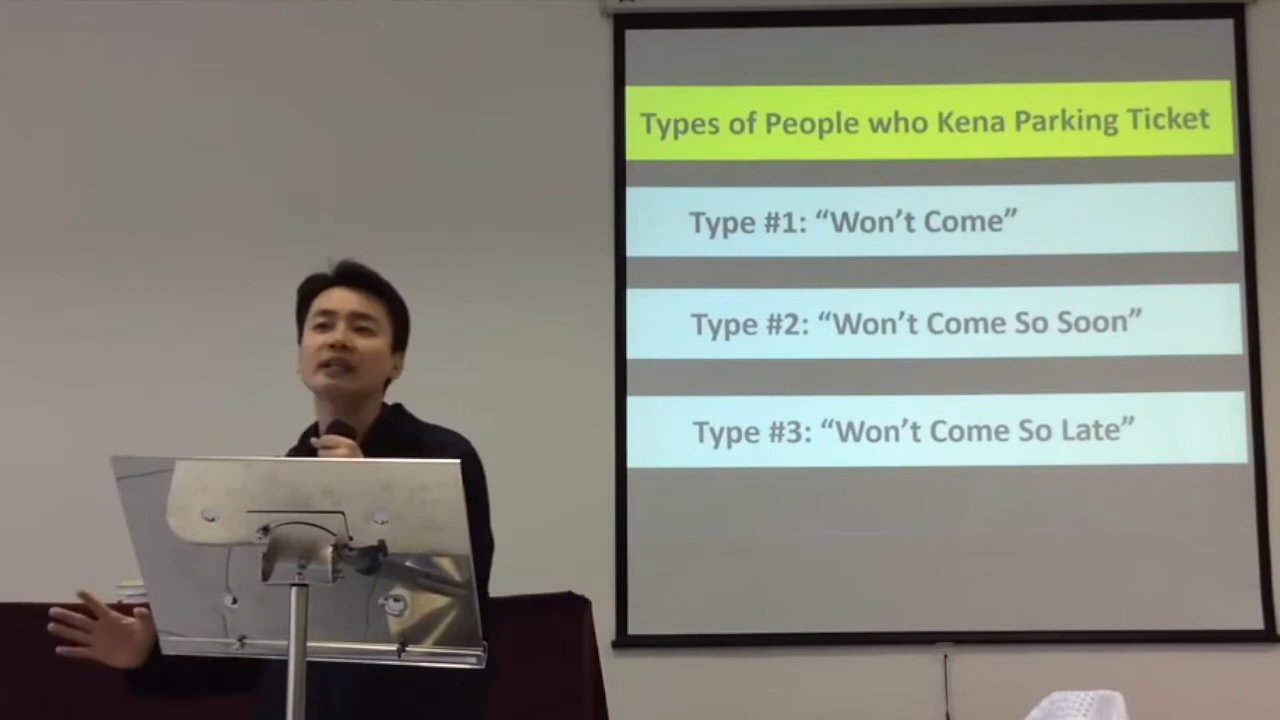 Types of People who Kena Parking Ticket
Type #1: “Won’t Come”
Type #2: “Won’t Come So Soon”
Type #3: “Won’t Come So Late”